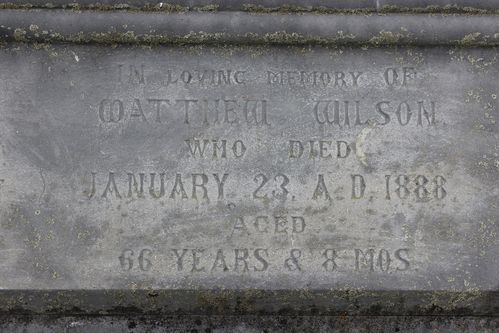 IN LOVING MEMORY OF
MATTHEW WILSON
WHO DIED
JANUARY 23, A.D. 1888
AGED
66 YEARS & 8 MOS.